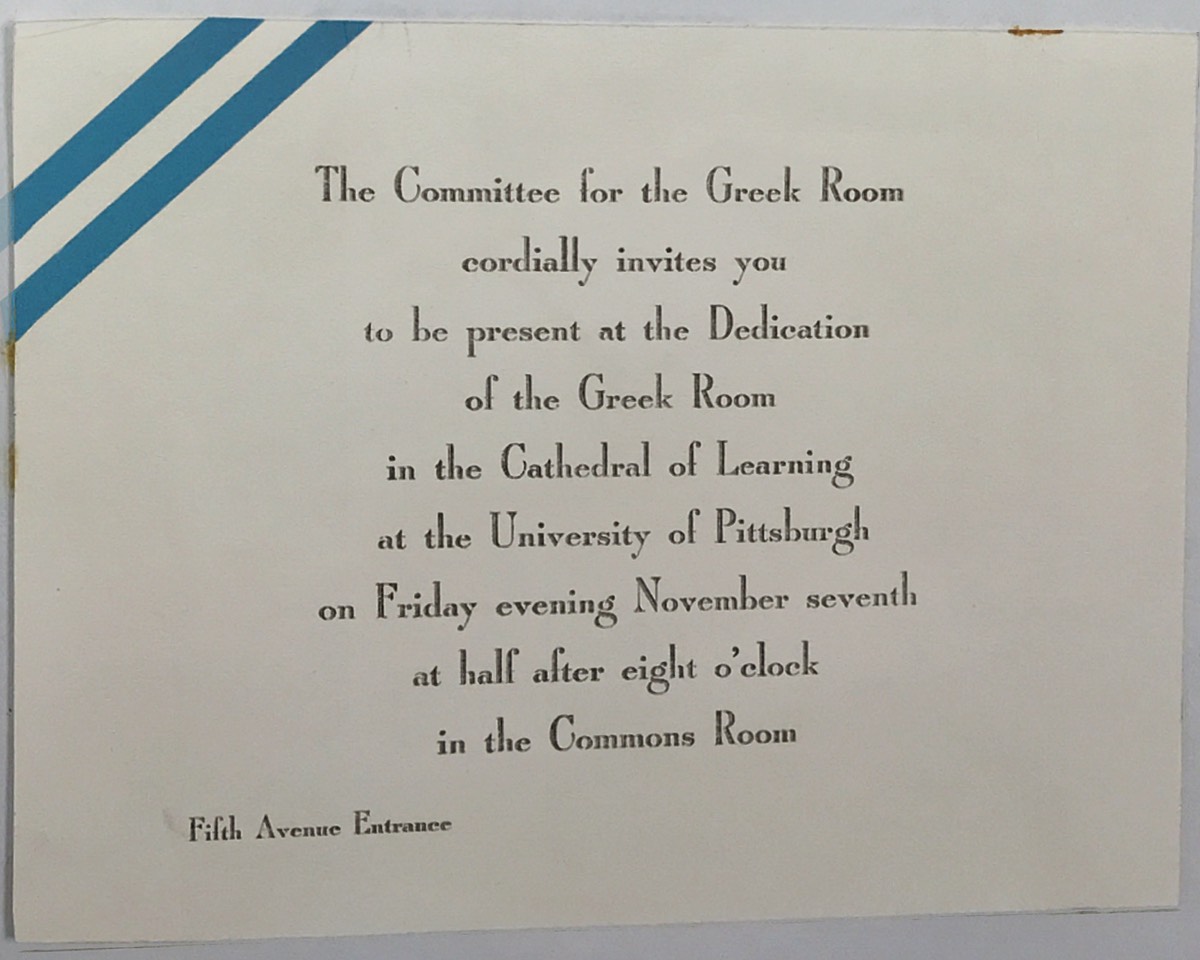 The Committee for the Greek Room
cordially invites you
to be present at the Dedication
of the Greek Room
in the Cathedral of Learning
at the University of Pittsburgh
on Friday evening November seventh
at half after eight o'clock
in the Commons Room
Fifth Avenue Entrance